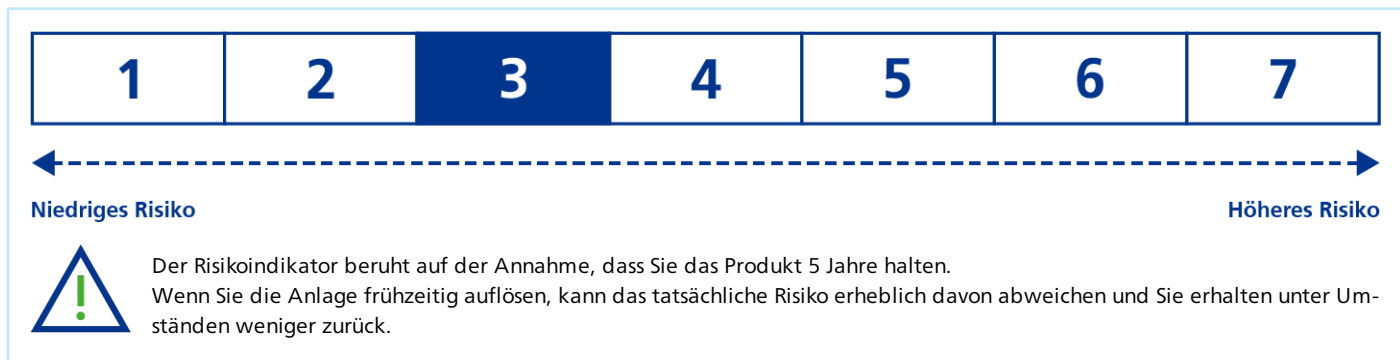 1 2 3 4 5 6 7
Niedriges Risiko Höheres Risiko
Der Risikoindikator beruht auf der Annahme, dass Sie das Produkt 5 Jahre halten.
Wenn Sie die Anlage frühzeitig auflösen, kann das tatsächliche Risiko erheblich davon abweichen und Sie erhalten unter Um-
ständen weniger zurück.